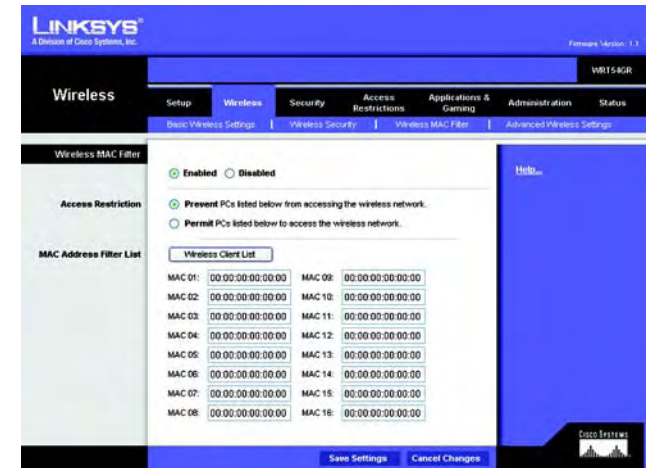 LINKSYS®
A Division of Cisco Systems, Inc.
Firmware Version: 1.1
WRT54GR
Wireless
Setup Wireless Security Access Restrictions Applications & Gaming Administration Status
Basic Wireless Settings | Wireless Security | Wireless MAC Filter | Advanced Wireless Settings
Wireless MAC Filter
Enabled Disabled
Help...
Access Restriction
Prevent PCs listed below from accessing the wireless network.
Permit PCs listed below to access the wireless network.
MAC Address Filter List
Wireless Client List
MAC 01: 00:00:00:00:00:00 MAC 09: 00:00:00:00:00:00
MAC 02: 00:00:00:00:00:00 MAC 10: 00:00:00:00:00:00
MAC 03: 00:00:00:00:00:00 MAC 11: 00:00:00:00:00:00
MAC 04: 00:00:00:00:00:00 MAC 12: 00:00:00:00:00:00
MAC 05: 00:00:00:00:00:00 MAC 13: 00:00:00:00:00:00
MAC 06: 00:00:00:00:00:00 MAC 14: 00:00:00:00:00:00
MAC 07: 00:00:00:00:00:00 MAC 15: 00:00:00:00:00:00
MAC 08: 00:00:00:00:00:00 MAC 16: 00:00:00:00:00:00
Save Settings Cancel Changes
CISCO SYSTEMS